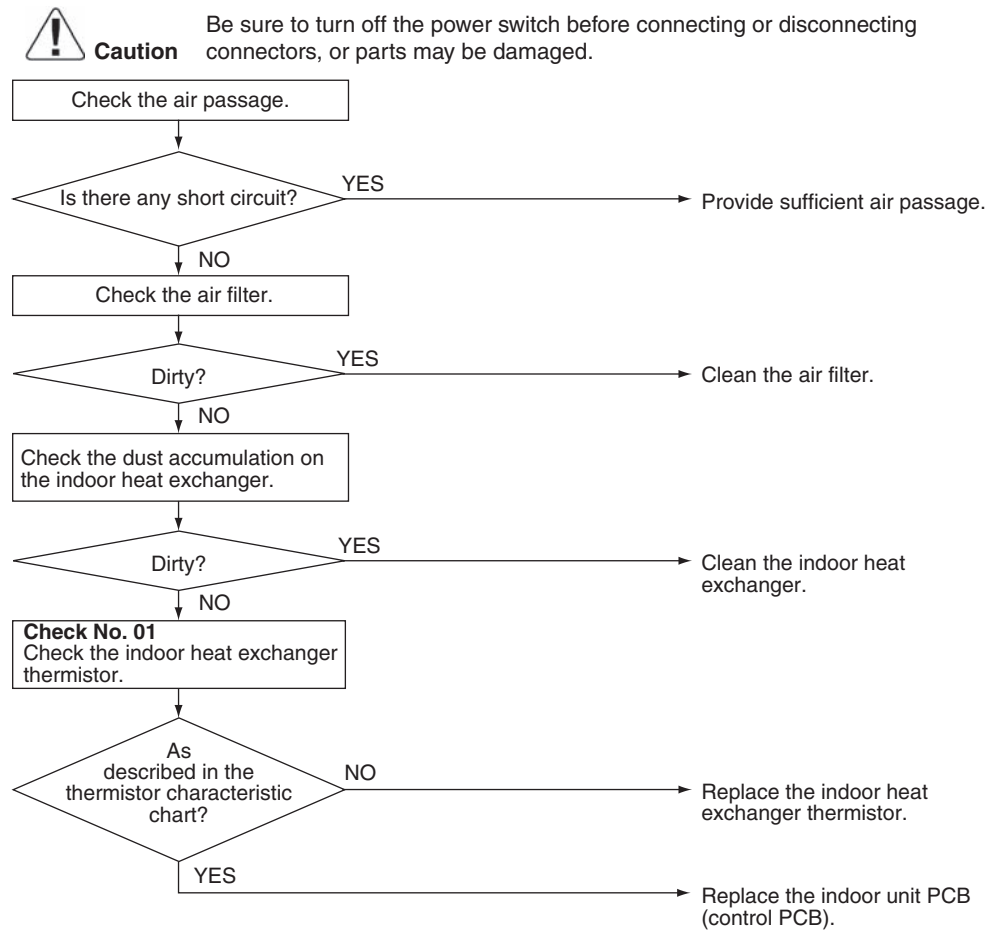 Be sure to turn off the power switch before connecting or disconnecting
Caution connectors, or parts may be damaged.
Check the air passage.
Is there any short circuit?
YES
Provide sufficient air passage.
NO
Check the air filter.
Dirty?
YES
Clean the air filter.
NO
Check the dust accumulation on
the indoor heat exchanger.
Dirty?
YES
Clean the indoor heat
exchanger.
NO
Check No. 01
Check the indoor heat exchanger
thermistor.
As
described in the
thermistor characteristic
chart?
NO
Replace the indoor heat
exchanger thermistor.
YES
Replace the indoor unit PCB
(control PCB).